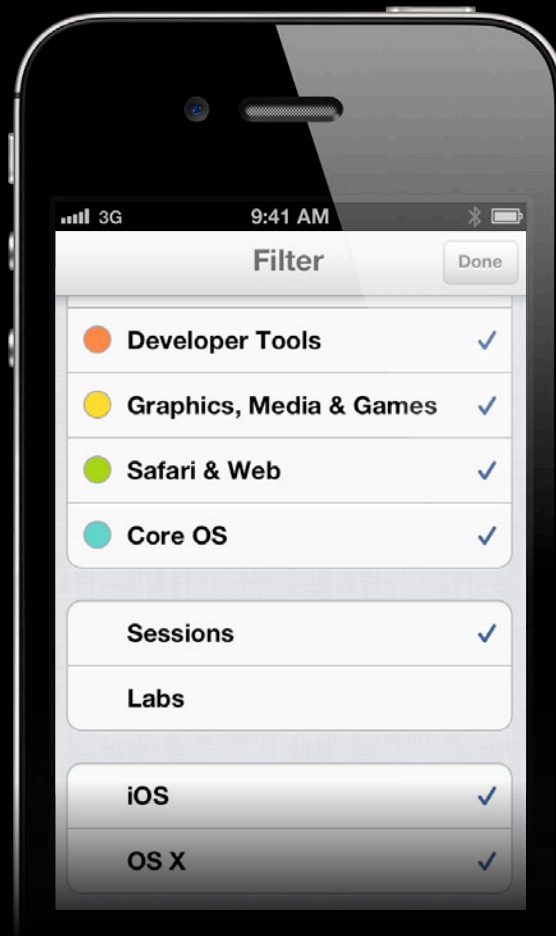 3G 9:41 AM
Filter Done
Developer Tools
Graphics, Media & Games
Safari & Web
Core OS
Sessions
Labs
iOS
OS X